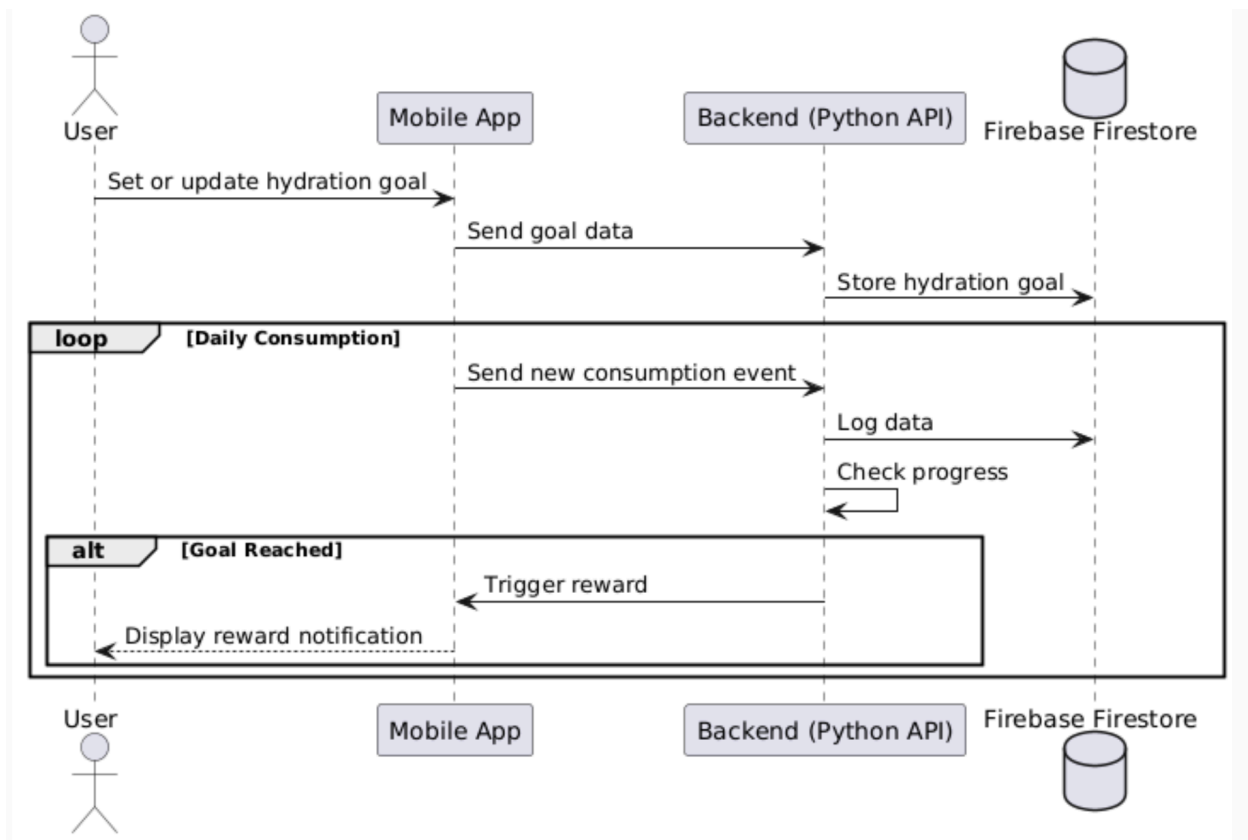 User
Mobile App
Backend (Python API)
Firebase Firestore
Set or update hydration goal
Send goal data
Store hydration goal
loop
[Daily Consumption]
Send new consumption event
Log data
Check progress
alt
[Goal Reached]
Trigger reward
Display reward notification
User
Mobile App
Backend (Python API)
Firebase Firestore